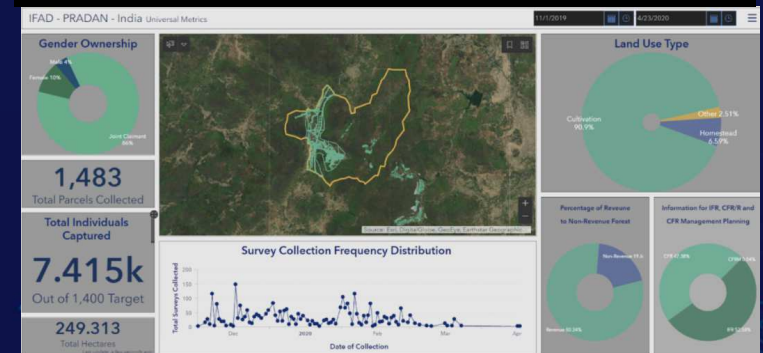 IFAD - PRADAN - India Universal Metrics
11/1/2019
4/23/2020
Gender Ownership
Male 4%
Female 10%
Joint Claiment
86%
1,483
Total Parcels Collected
Total Individuals
Captured
7.415k
Out of 1,400 Target
249.313
Total Hectares
Source: Esri, DigitalGlobe, GeoEye, Earthstar Geographic...
Survey Collection Frequency Distribution
Total Surveys Collected
200
150
100
50
0
Dec
2020
Feb
Mar
Apr
Date of Collection
Land Use Type
Cultivation
90.9%
Other 2.51%
Homestead
6.59%
Percentage of Revenue
to Non-Revenue Forest
Non-Revenue
Revenue
Information for IFR, CFR/R and
CFR Management Planning